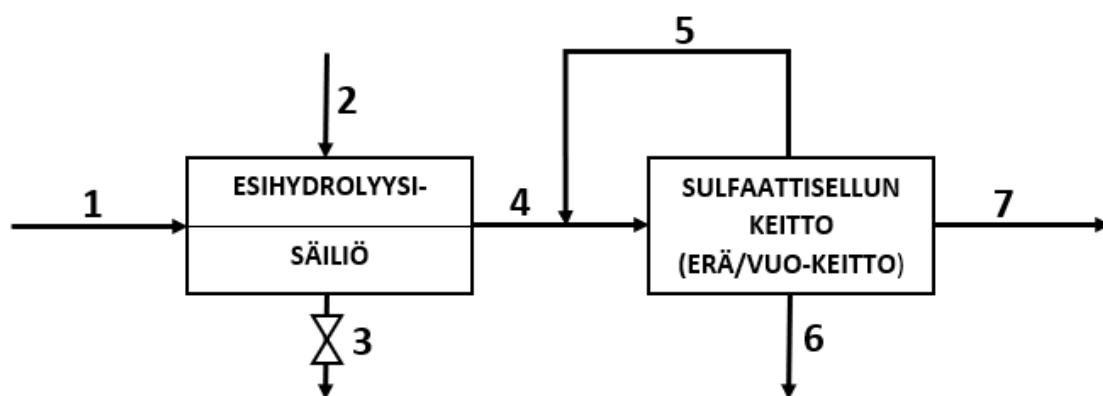 5
2
ESIHYDROLYYSI-
SÄILIÖ
1
4
SULFAATTISELLUN
KEITTO
(ERÄ/VUO-KEITTO)
7
3
6